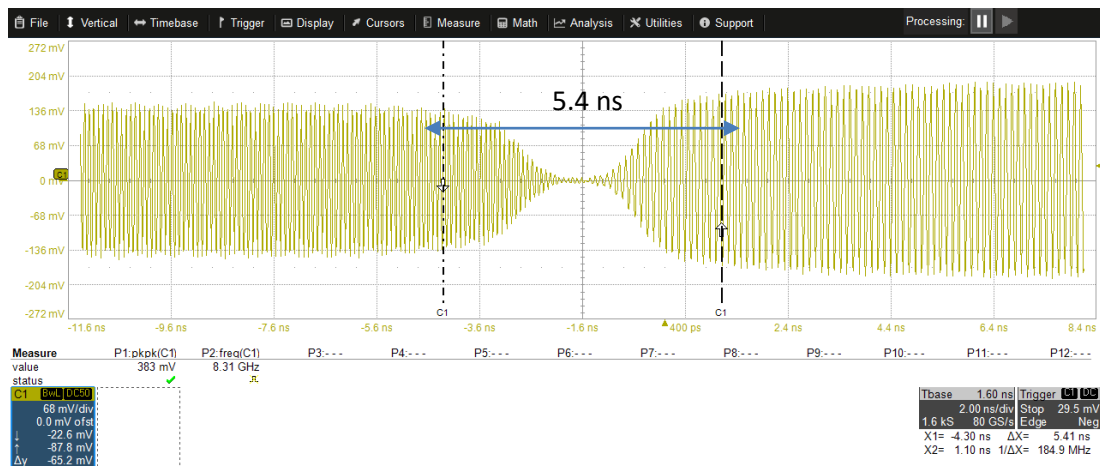 File Vertical Timebase Trigger Display Cursors Measure Math Analysis Utilities Support Processing:
272 mV
204 mV
136 mV
68 mV
0 mV
-68 mV
-136 mV
-204 mV
-272 mV
C1
5.4 ns
C1 C1
-11.6 ns -9.6 ns -7.6 ns -5.6 ns -3.6 ns -1.6 ns 400 ps 2.4 ns 4.4 ns 6.4 ns 8.4 ns
Measure P1:pkpk(C1) P2:freq(C1) P3:- - - P4:- - - P5:- - - P6:- - - P7:- - - P8:- - - P9:- - - P10:- - - P11:- - - P12:- - -
value 383 mV 8.31 GHz
status
C1 BwL DC50
68 mV/div
0.0 mV ofst
↓ -22.6 mV
↑ -87.8 mV
Δy -65.2 mV
Tbase 1.60 ns
2.00 ns/div
1.6 kS 80 GS/s
Trigger C1 DC
Stop 29.5 mV
Edge Neg
X1= -4.30 ns ΔX= 5.41 ns
X2= 1.10 ns 1/ΔX= 184.9 MHz